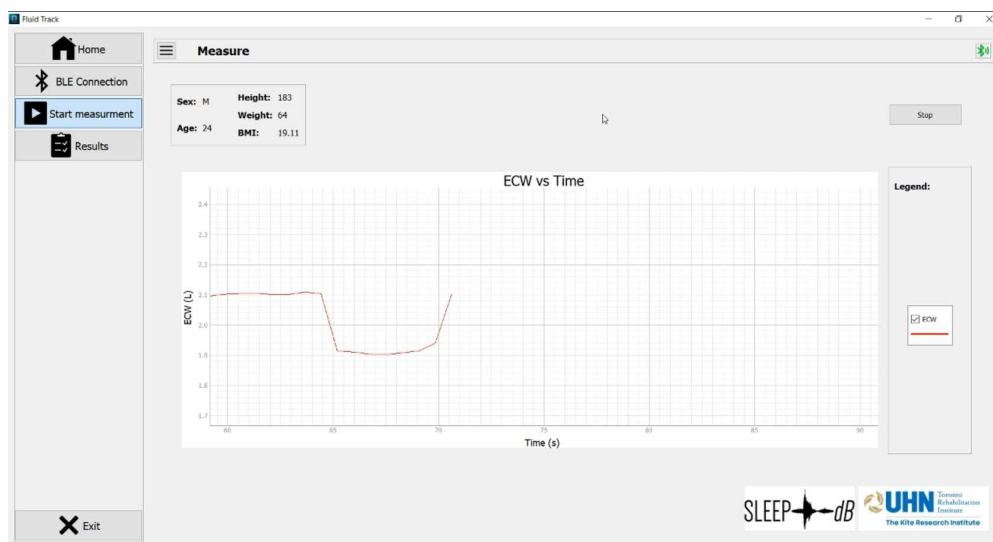 Fluid Track
Home
BLE Connection
Start measurment
Results
Exit
Measure
Sex: M
Age: 24
Height: 183
Weight: 64
BMI: 19.11
Stop
ECW vs Time
ECW (L)
2.4
2.3
2.2
2.1
2.0
1.9
1.8
1.7
60
65
70
75
80
85
90
Time (s)
Legend:
ECW
SLEEP dB
UHN
Toronto
Rehabilitation
Institute
The Kite Research Institute